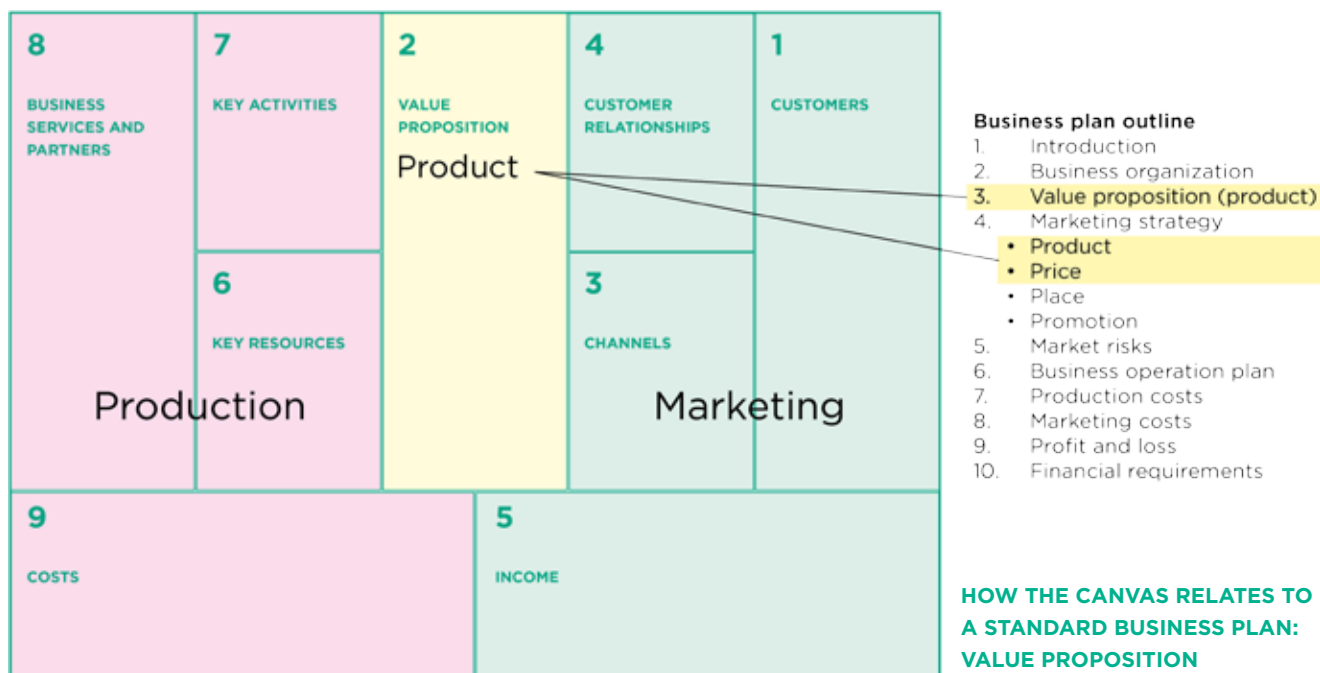 8
BUSINESS
SERVICES AND
PARTNERS
7
KEY ACTIVITIES
2
VALUE
PROPOSITION
Product
4
CUSTOMER
RELATIONSHIPS
1
CUSTOMERS
6
KEY RESOURCES
3
CHANNELS
Production
Marketing
9
COSTS
5
INCOME
Business plan outline
1. Introduction
2. Business organization
3. Value proposition (product)
4. Marketing strategy
• Product
• Price
• Place
• Promotion
5. Market risks
6. Business operation plan
7. Production costs
8. Marketing costs
9. Profit and loss
10. Financial requirements
HOW THE CANVAS RELATES TO
A STANDARD BUSINESS PLAN:
VALUE PROPOSITION